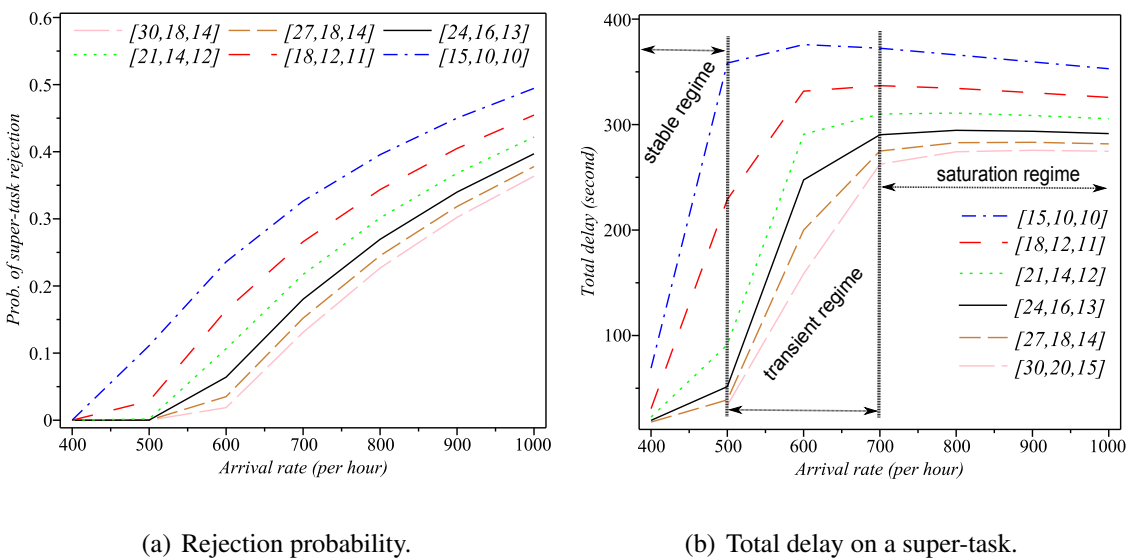 0.6
[30,18,14] [27,18,14] [24,16,13]
[21,14,12] [18,12,11] [15,10,10]
0.5
0.4
0.3
0.2
0.1
0
Prob. of super-task rejection
400 500 600 700 800 900 1000
Arrival rate (per hour)
(a) Rejection probability.
400
300
200
100
Total delay (second)
stable regime
transient regime
saturation regime
[15,10,10]
[18,12,11]
[21,14,12]
[24,16,13]
[27,18,14]
[30,20,15]
400 500 600 700 800 900 1000
Arrival rate (per hour)
(b) Total delay on a super-task.